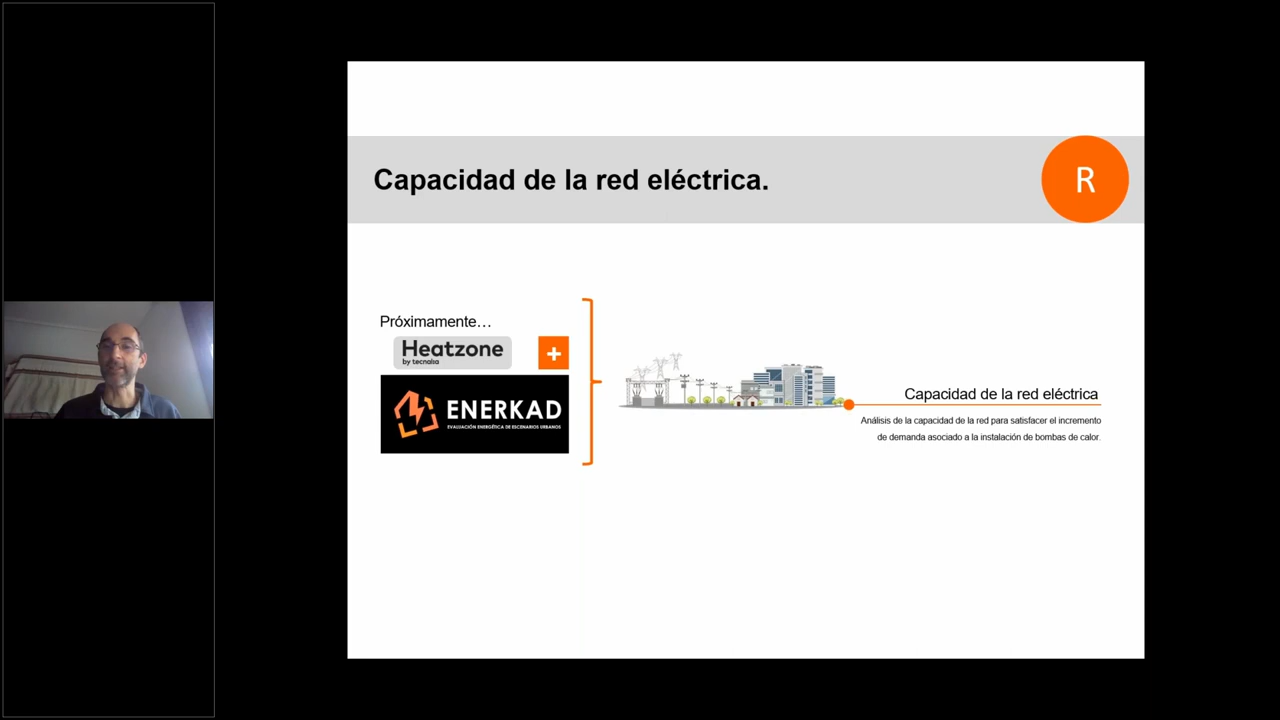 Capacidad de la red eléctrica.
R
Próximamente…
Heatzone
by tecnalia
+
ENERKAD
EVALUACIÓN ENERGÉTICA DE ESCENARIOS URBANOS
Capacidad de la red eléctrica
Análisis de la capacidad de la red para satisfacer el incremento
de demanda asociado a la instalación de bombas de calor.